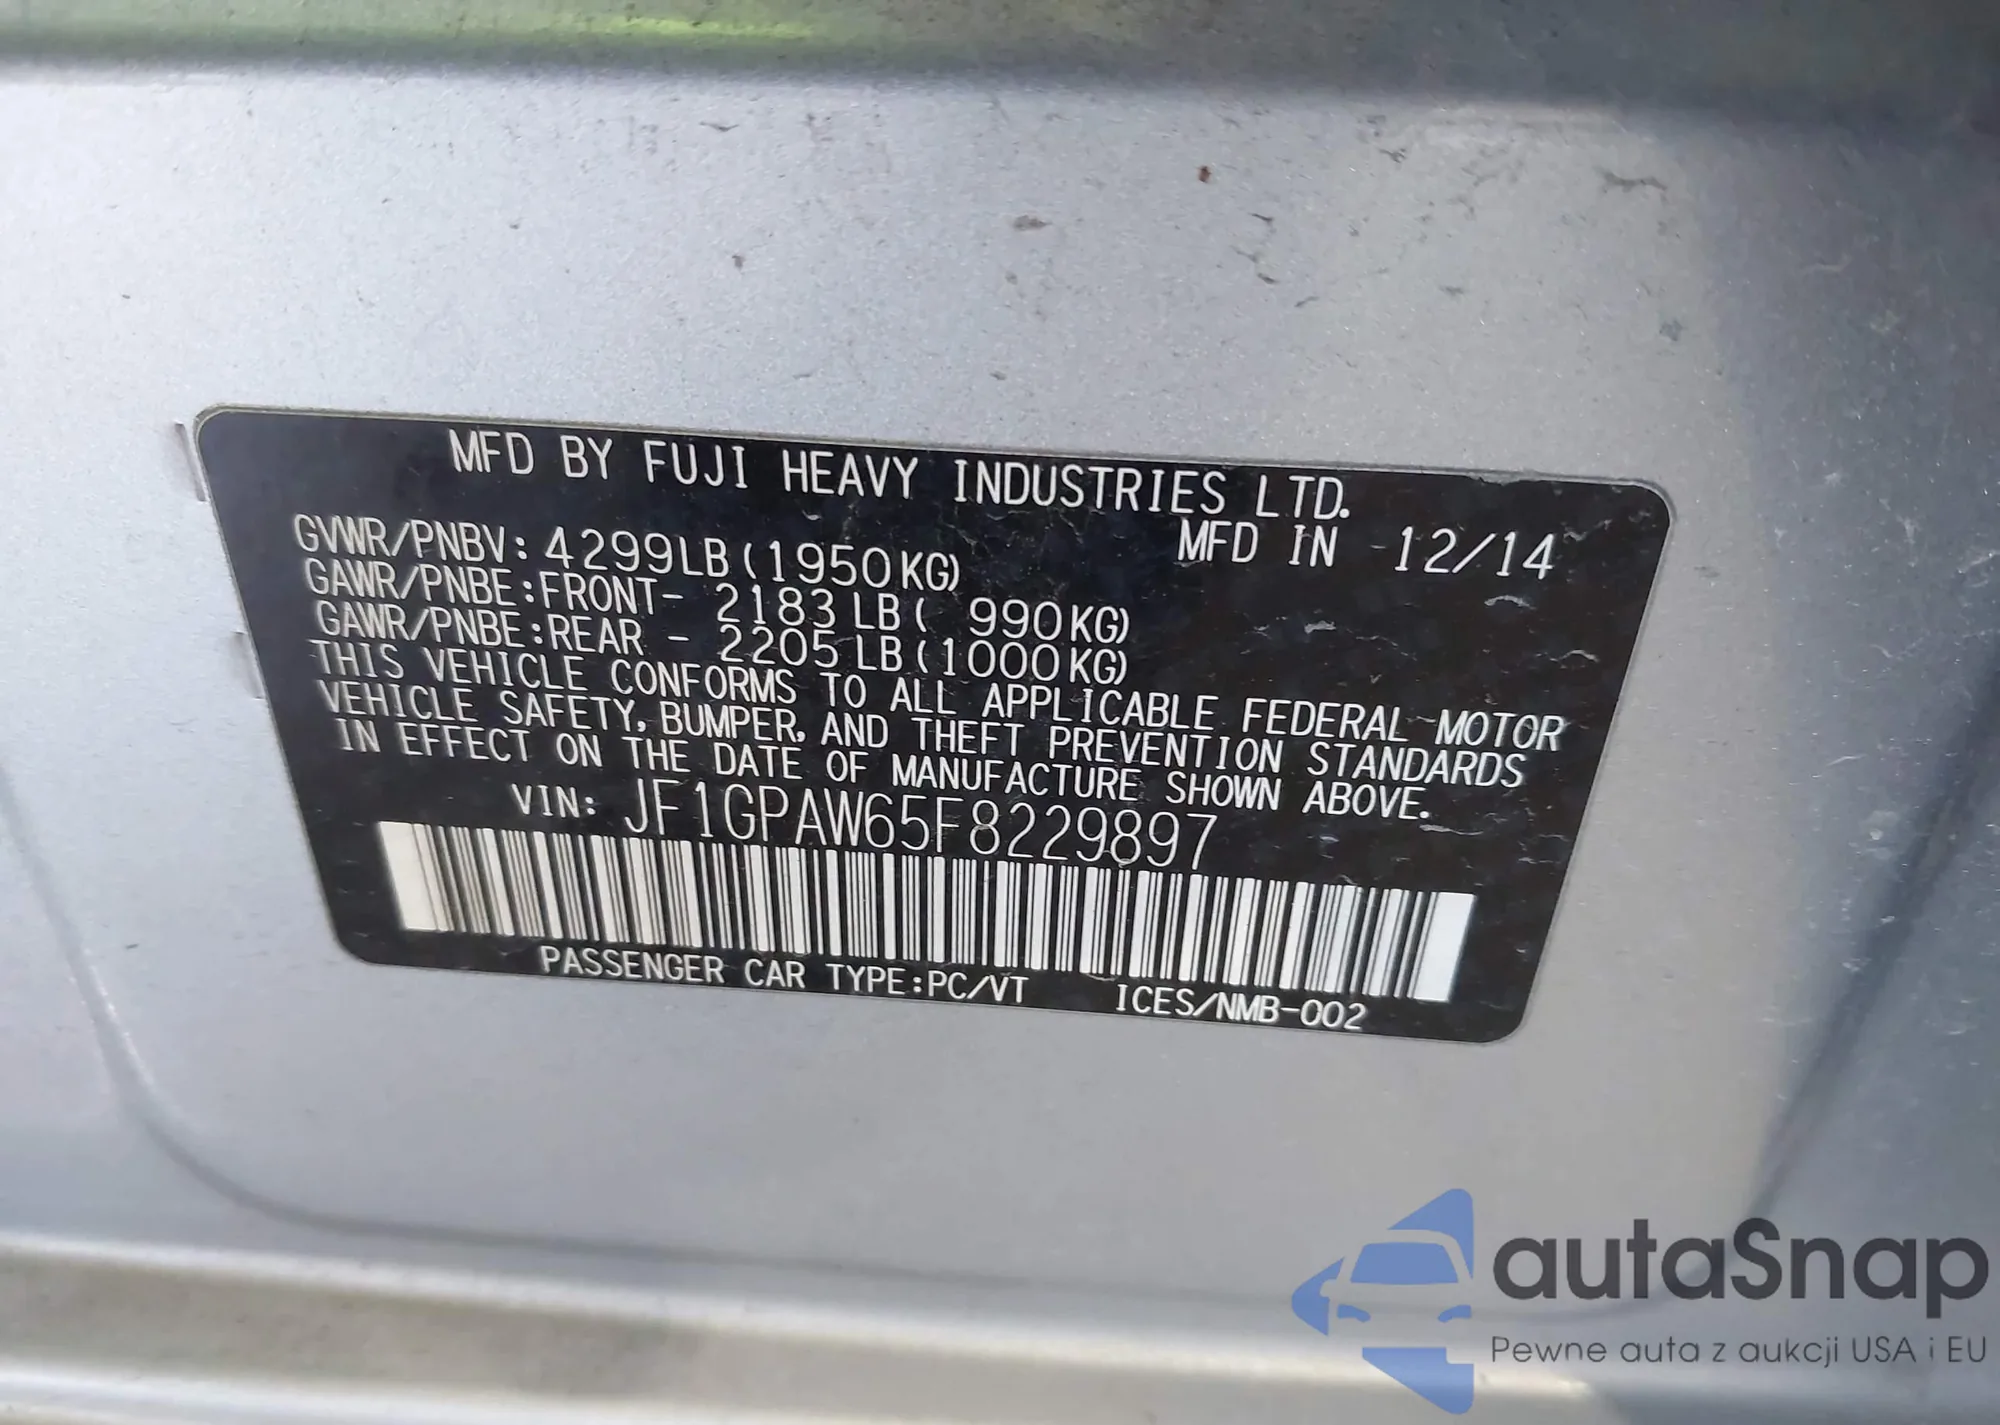 MFD BY FUJI HEAVY INDUSTRIES LTD.
MFD IN 12/14
GVWR/PNBV: 4299LB (1950KG)
GAWR/PNBE:FRONT- 2183 LB ( 990KG)
GAWR/PNBE:REAR - 2205 LB (1000KG)
THIS VEHICLE CONFORMS TO ALL APPLICABLE FEDERAL MOTOR
VEHICLE SAFETY, BUMPER, AND THEFT PREVENTION STANDARDS
IN EFFECT ON THE DATE OF MANUFACTURE SHOWN ABOVE.
VIN: JF1GPAW65F8229897
PASSENGER CAR TYPE:PC/VT ICES/NMB-002
autaSnap
Pewne auta z aukcji USA i EU